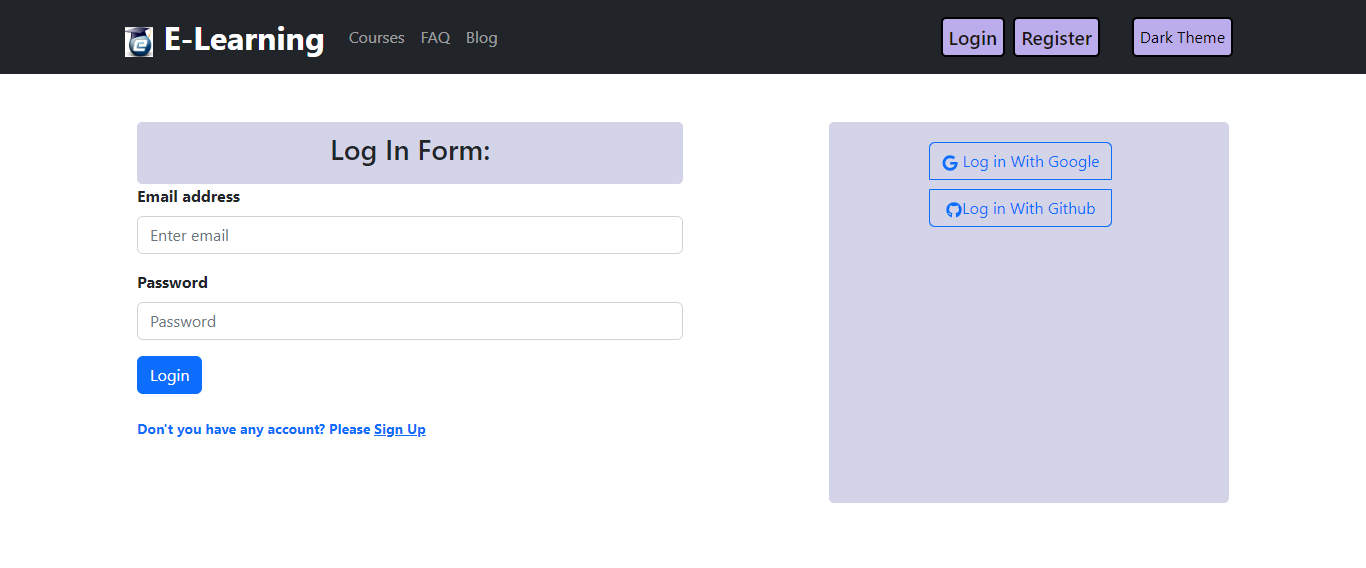 E-Learning Courses FAQ Blog Login Register Dark Theme
Log In Form:
Email address
Enter email
Password
Password
Login
Don't you have any account? Please Sign Up
Log in With Google
Log in With Github